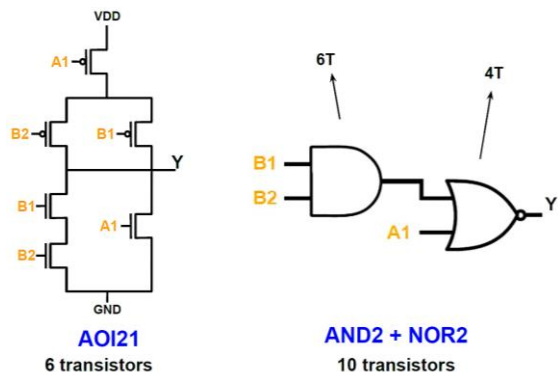 VDD
A1
B2
B1
Y
B1
A1
B2
GND
AOI21
6 transistors
6T
4T
B1
B2
A1
Y
AND2 + NOR2
10 transistors